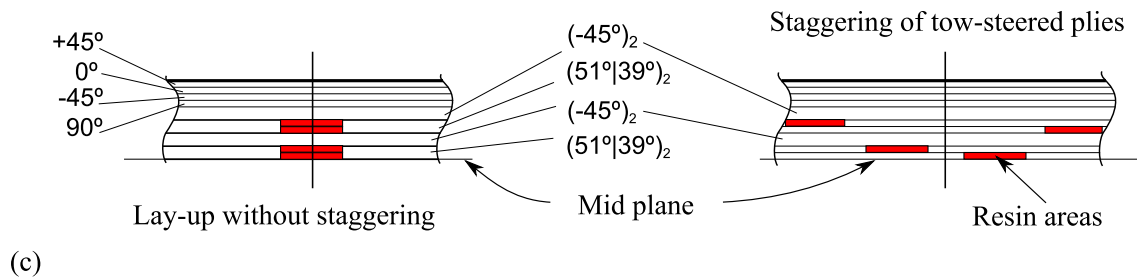 Staggering of tow-steered plies
+45º
0º
-45º
90º
(-45º)₂
(51º|39º)₂
(-45º)₂
(51º|39º)₂
Lay-up without staggering
Mid plane
Resin areas
(c)